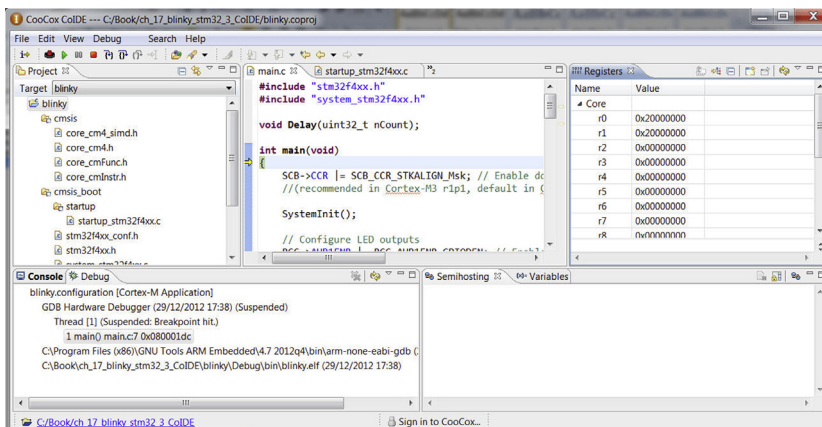 CooCox CoIDE --- C:/Book/ch_17_blinky_stm32_3_CoIDE/blinky.coproj
File Edit View Debug Search Help
Project
Target blinky
blinky
cmsis
core_cm4_simd.h
core_cm4.h
core_cmFunc.h
core_cmInstr.h
cmsis_boot
startup
startup_stm32f4xx.c
stm32f4xx_conf.h
stm32f4xx.h
main.c startup_stm32f4xx.c »2
#include "stm32f4xx.h"
#include "system_stm32f4xx.h"
void Delay(uint32_t nCount);
int main(void)
{
SCB->CCR |= SCB_CCR_STKALIGN_Msk; // Enable do
//(recommended in Cortex-M3 r1p1, default in C
SystemInit();
// Configure LED outputs
Registers
Name Value
Core
r0 0x20000000
r1 0x20000000
r2 0x00000000
r3 0x00000000
r4 0x00000000
r5 0x00000000
r6 0x00000000
r7 0x00000000
r8 0x00000000
Console Debug
blinky.configuration [Cortex-M Application]
GDB Hardware Debugger (29/12/2012 17:38) (Suspended)
Thread [1] (Suspended: Breakpoint hit.)
1 main() main.c:7 0x080001dc
C:\Program Files (x86)\GNU Tools ARM Embedded\4.7 2012q4\bin\arm-none-eabi-gdb (
C:\Book\ch_17_blinky_stm32_3_CoIDE\blinky\Debug\bin\blinky.elf (29/12/2012 17:38)
Semihosting Variables
C:/Book/ch_17_blinky_stm32_3_CoIDE
Sign in to CooCox...